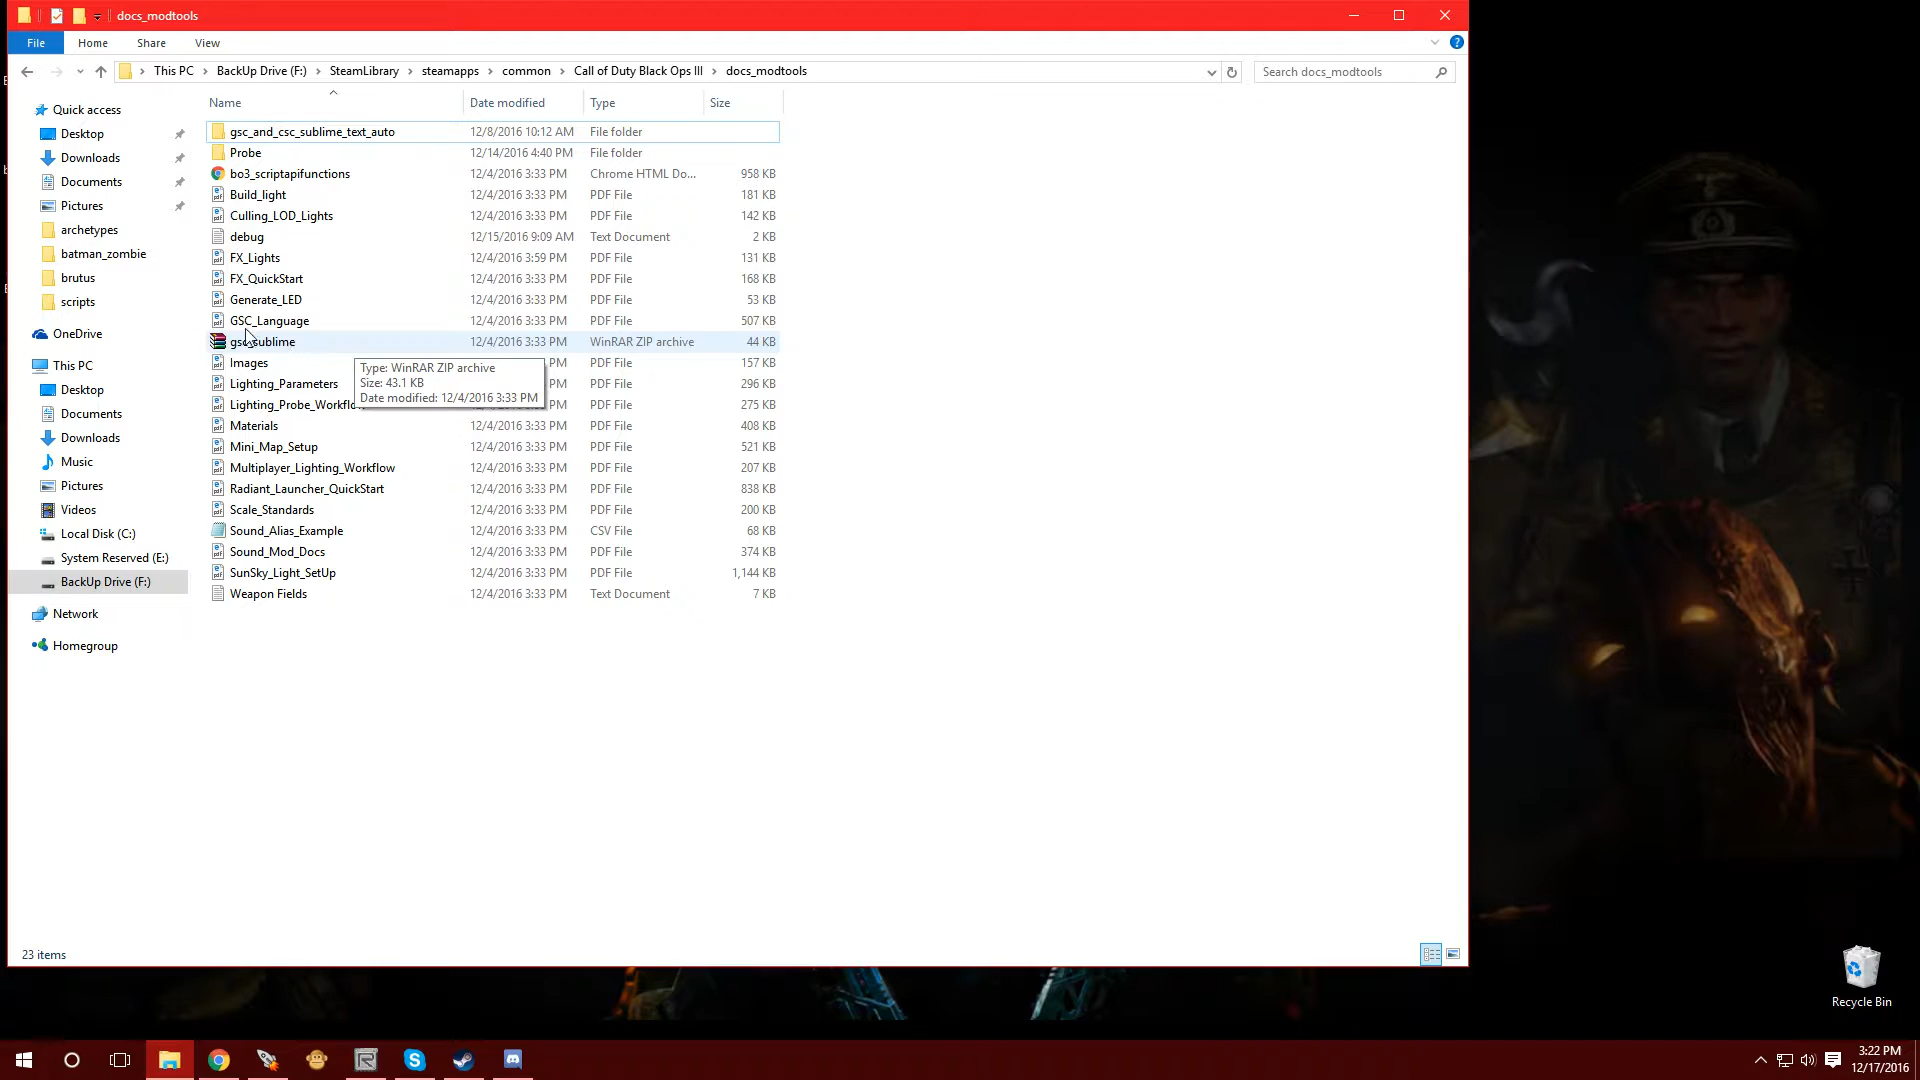 docs_modtools
File Home Share View
This PC BackUp Drive (F:) SteamLibrary steamapps common Call of Duty Black Ops III docs_modtools
Search docs_modtools
Name Date modified Type Size
Quick access
Desktop
Downloads
Documents
Pictures
archetypes
batman_zombie
brutus
scripts
OneDrive
This PC
Desktop
Documents
Downloads
Music
Pictures
Videos
Local Disk (C:)
System Reserved (E:)
BackUp Drive (F:)
Network
Homegroup
gsc_and_csc_sublime_text_auto 12/8/2016 10:12 AM File folder
Probe 12/14/2016 4:40 PM File folder
bo3_scriptapifunctions 12/4/2016 3:33 PM Chrome HTML Do... 958 KB
Build_light 12/4/2016 3:33 PM PDF File 181 KB
Culling_LOD_Lights 12/4/2016 3:33 PM PDF File 142 KB
debug 12/15/2016 9:09 AM Text Document 2 KB
FX_Lights 12/4/2016 3:59 PM PDF File 131 KB
FX_QuickStart 12/4/2016 3:33 PM PDF File 168 KB
Generate_LED 12/4/2016 3:33 PM PDF File 53 KB
GSC_Language 12/4/2016 3:33 PM PDF File 507 KB
gsc_sublime 12/4/2016 3:33 PM WinRAR ZIP archive 44 KB
Images PM PDF File 157 KB
Lighting_Parameters PM PDF File 296 KB
Lighting_Probe_Workflow 12/4/2016 3:33 PM PDF File 275 KB
Materials 12/4/2016 3:33 PM PDF File 408 KB
Mini_Map_Setup 12/4/2016 3:33 PM PDF File 521 KB
Multiplayer_Lighting_Workflow 12/4/2016 3:33 PM PDF File 207 KB
Radiant_Launcher_QuickStart 12/4/2016 3:33 PM PDF File 838 KB
Scale_Standards 12/4/2016 3:33 PM PDF File 200 KB
Sound_Alias_Example 12/4/2016 3:33 PM CSV File 68 KB
Sound_Mod_Docs 12/4/2016 3:33 PM PDF File 374 KB
SunSky_Light_SetUp 12/4/2016 3:33 PM PDF File 1,144 KB
Weapon Fields 12/4/2016 3:33 PM Text Document 7 KB
Type: WinRAR ZIP archive
Size: 43.1 KB
Date modified: 12/4/2016 3:33 PM
23 items
Recycle Bin
3:22 PM
12/17/2016